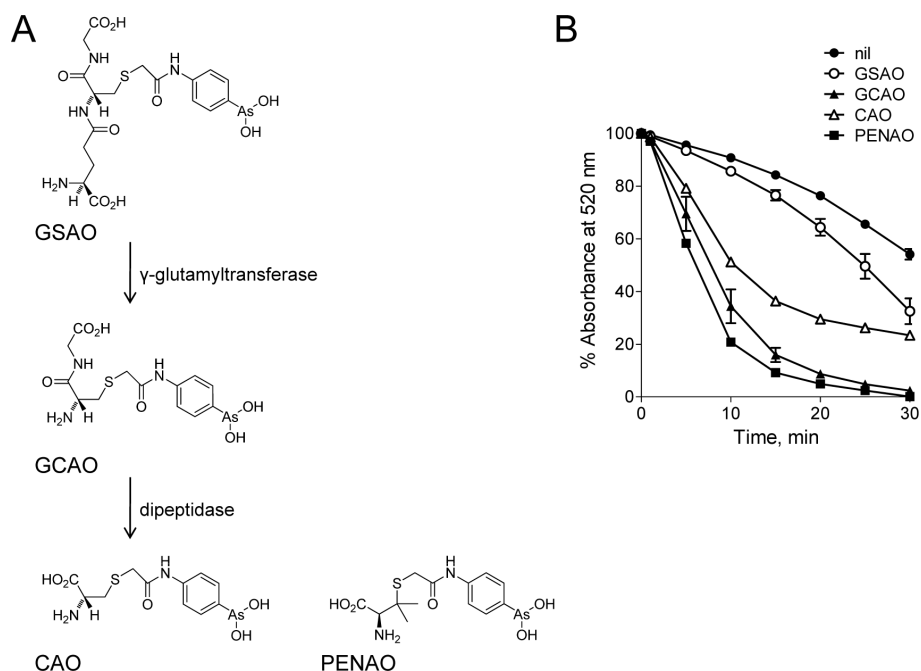 A
CO₂H
NH
O
S
H
N
O
HN
H
As
OH
OH
O
H₂N
H
CO₂H
GSAO
γ-glutamyltransferase
CO₂H
NH
O
S
H
N
O
H₂N
H
As
OH
OH
GCAO
dipeptidase
HO₂C
S
H
N
O
H₂N
H
As
OH
OH
CAO
HO₂C
S
H
N
O
NH₂
As
OH
OH
PENAO
B
nil
GSAO
GCAO
CAO
PENAO
% Absorbance at 520 nm
100
80
60
40
20
0
0 10 20 30
Time, min